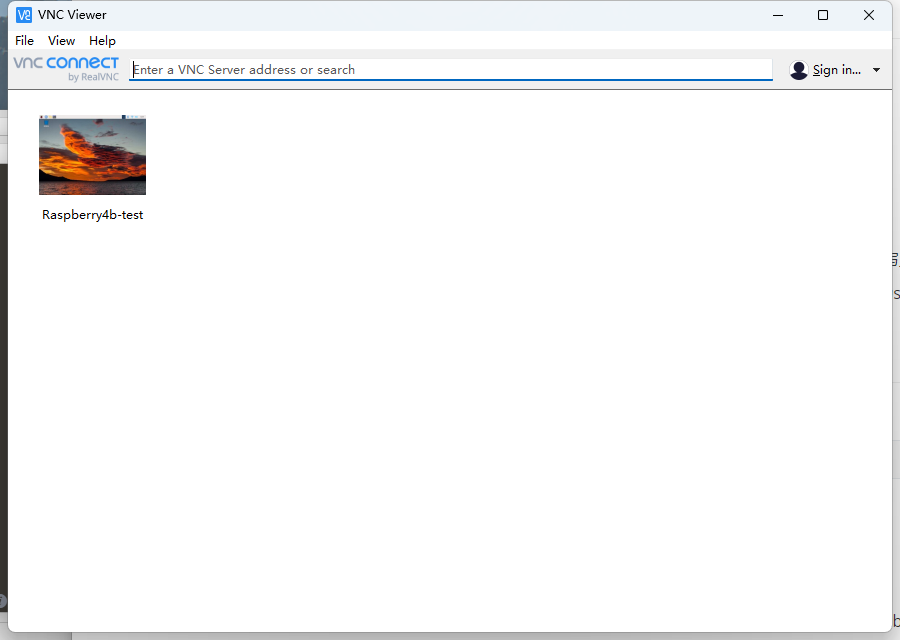 VNC Viewer
File View Help
vnc connect
by RealVNC
Enter a VNC Server address or search
Sign in...
Raspberry4b-test